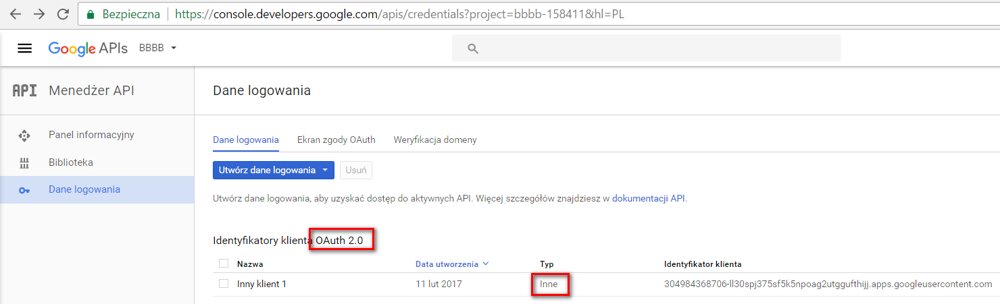 Bezpieczna https://console.developers.google.com/apis/credentials?project=bbbb-158411&hl=PL
Google APIs BBBB
API Menedżer API Dane logowania
Panel informacyjny
Biblioteka
Dane logowania
Dane logowania Ekran zgody OAuth Weryfikacja domeny
Utwórz dane logowania Usuń
Utwórz dane logowania, aby uzyskać dostęp do aktywnych API. Więcej szczegółów znajdziesz w dokumentacji API.
Identyfikatory klienta OAuth 2.0
Nazwa Data utworzenia Typ Identyfikator klienta
Inny klient 1 11 lut 2017 Inne 304984368706-ll30spj375sf5k5npoag2utggufthijj.apps.googleusercontent.com